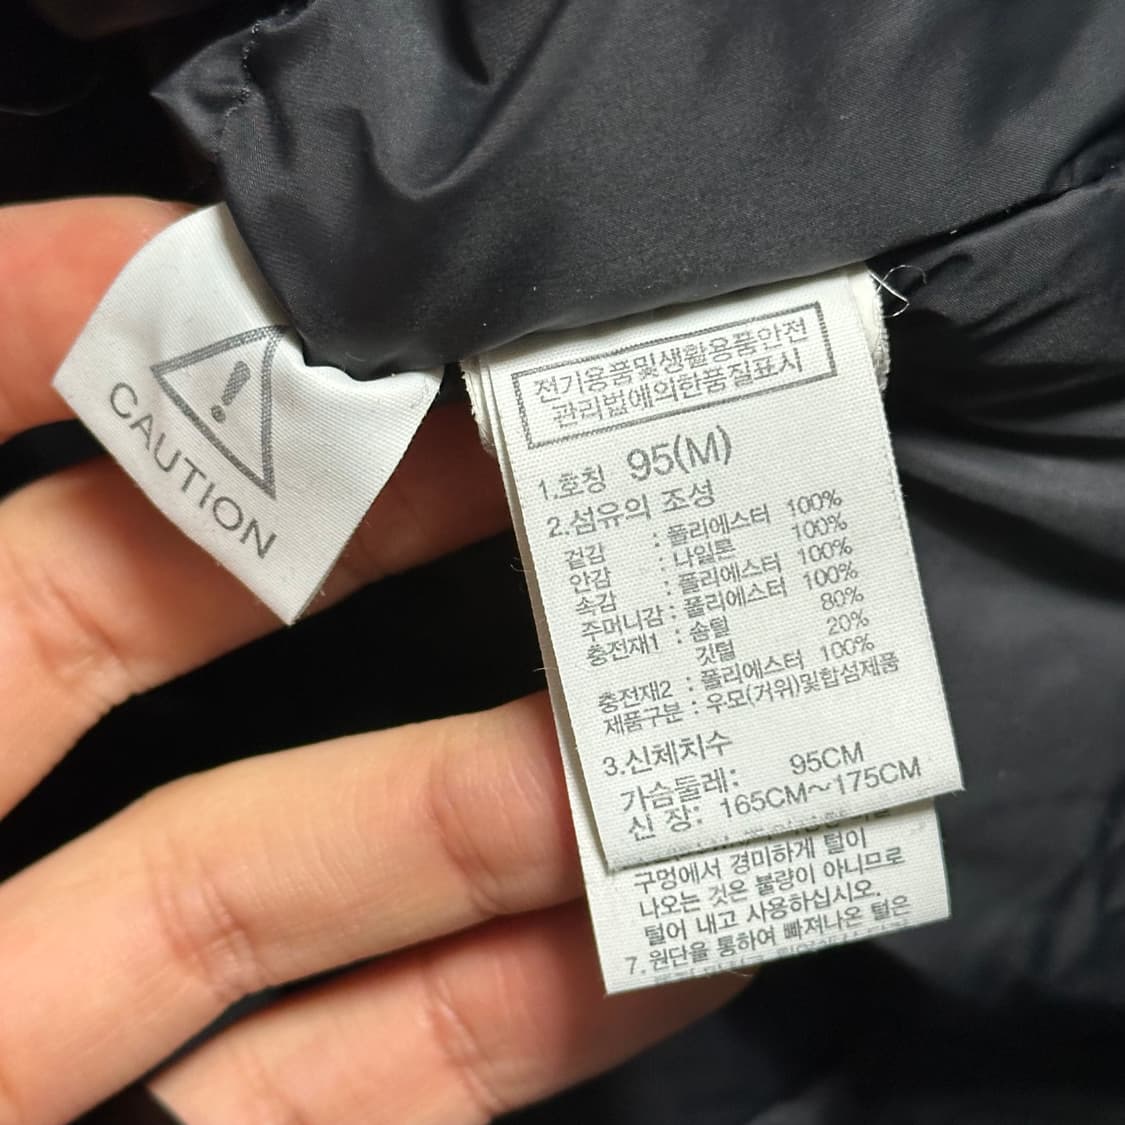 CAUTION
전기용품및생활용품안전
관리법에의한품질표시
1.호칭 95(M)
2.섬유의 조성
겉감 : 폴리에스터 100%
안감 : 나일론 100%
속감 : 폴리에스터 100%
주머니감 : 폴리에스터 100%
충전재1 : 솜털 80%
깃털 20%
충전재2 : 폴리에스터 100%
제품구분 : 우모(거위)및합섬제품
3.신체치수
가슴둘레: 95CM
신 장: 165CM~175CM
구멍에서 경미하게 털이
나오는 것은 불량이 아니므로
털어 내고 사용하십시오.
7.원단을 통하여 빠져나온 털은